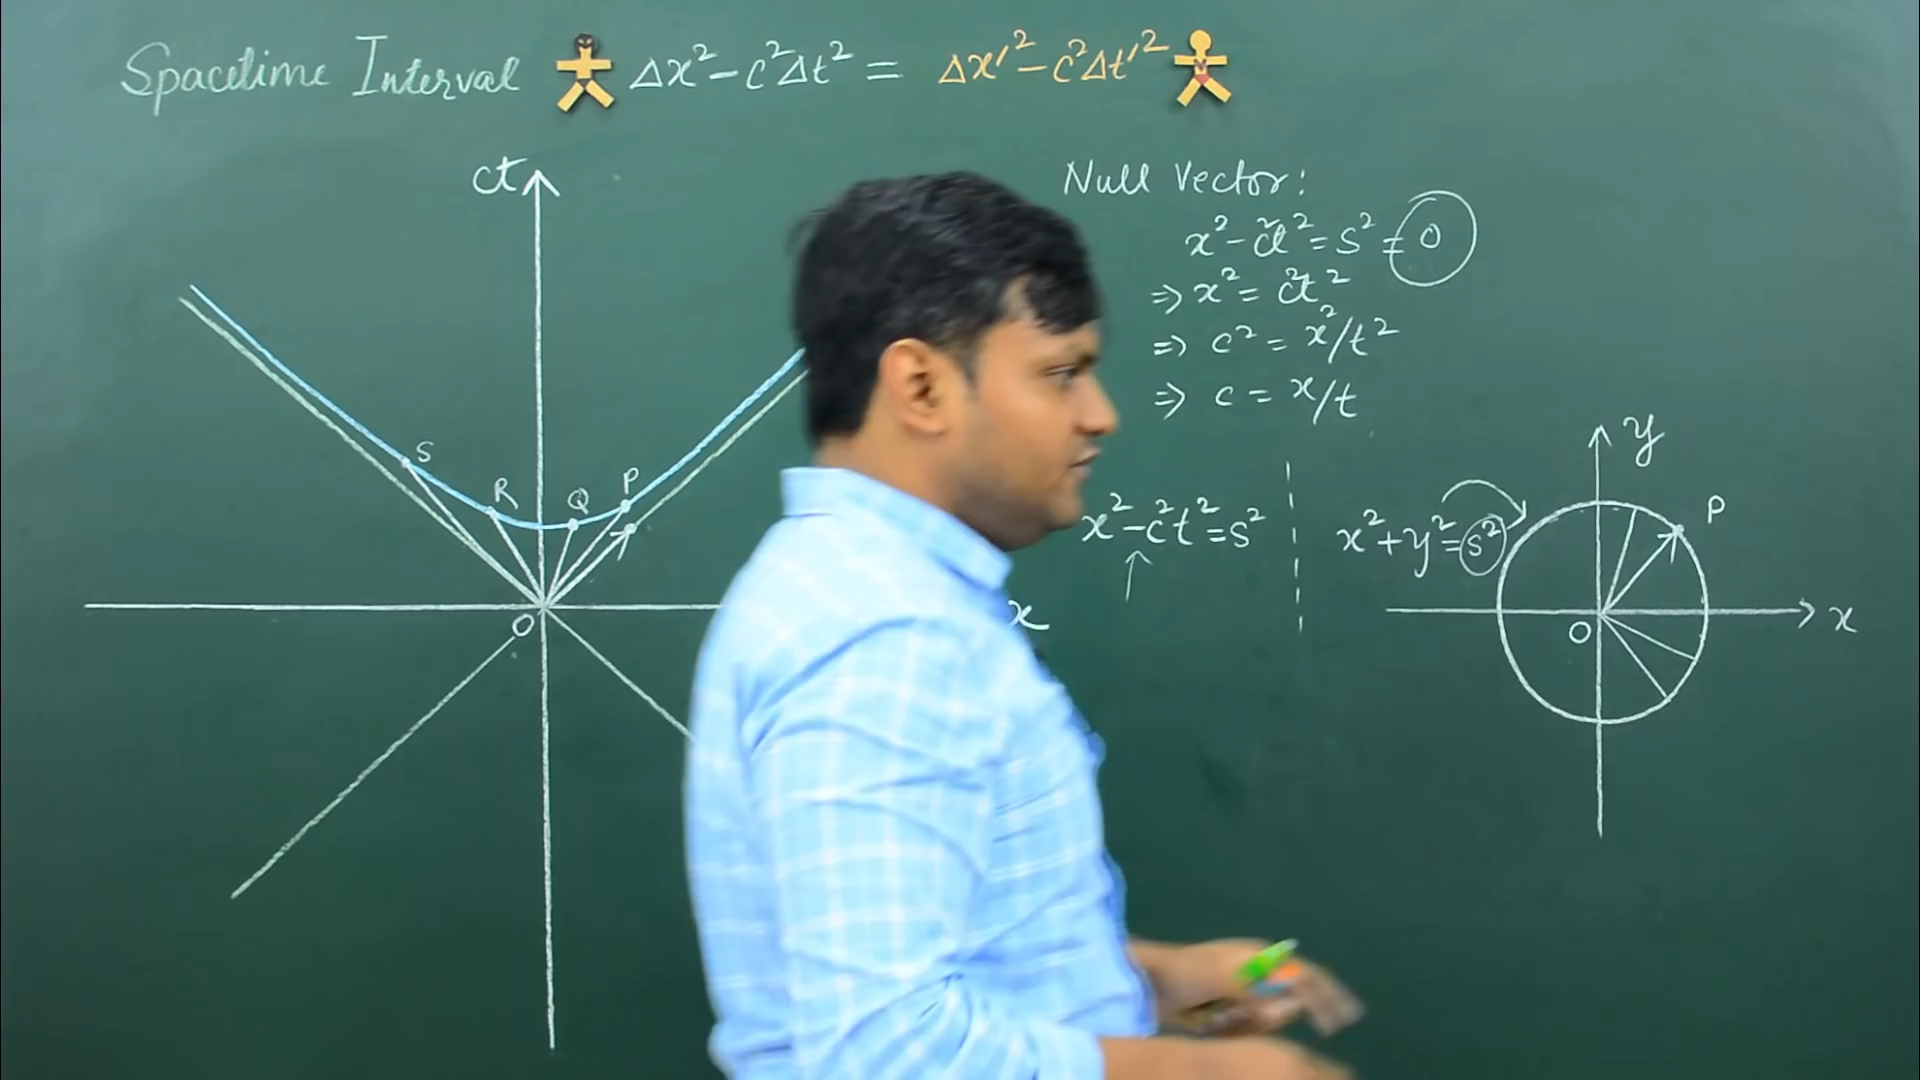 Spacetime Interval Δx²-c²Δt² = Δx'²-c²Δt'²
ct
Null Vector:
x²-c²t²=s²=0
⇒ x²= c²t²
⇒ c²= x²/t²
⇒ c = x/t
S
R
Q
P
O
x
x²-c²t²=s²
x²+y²=s²
y
P
O
x